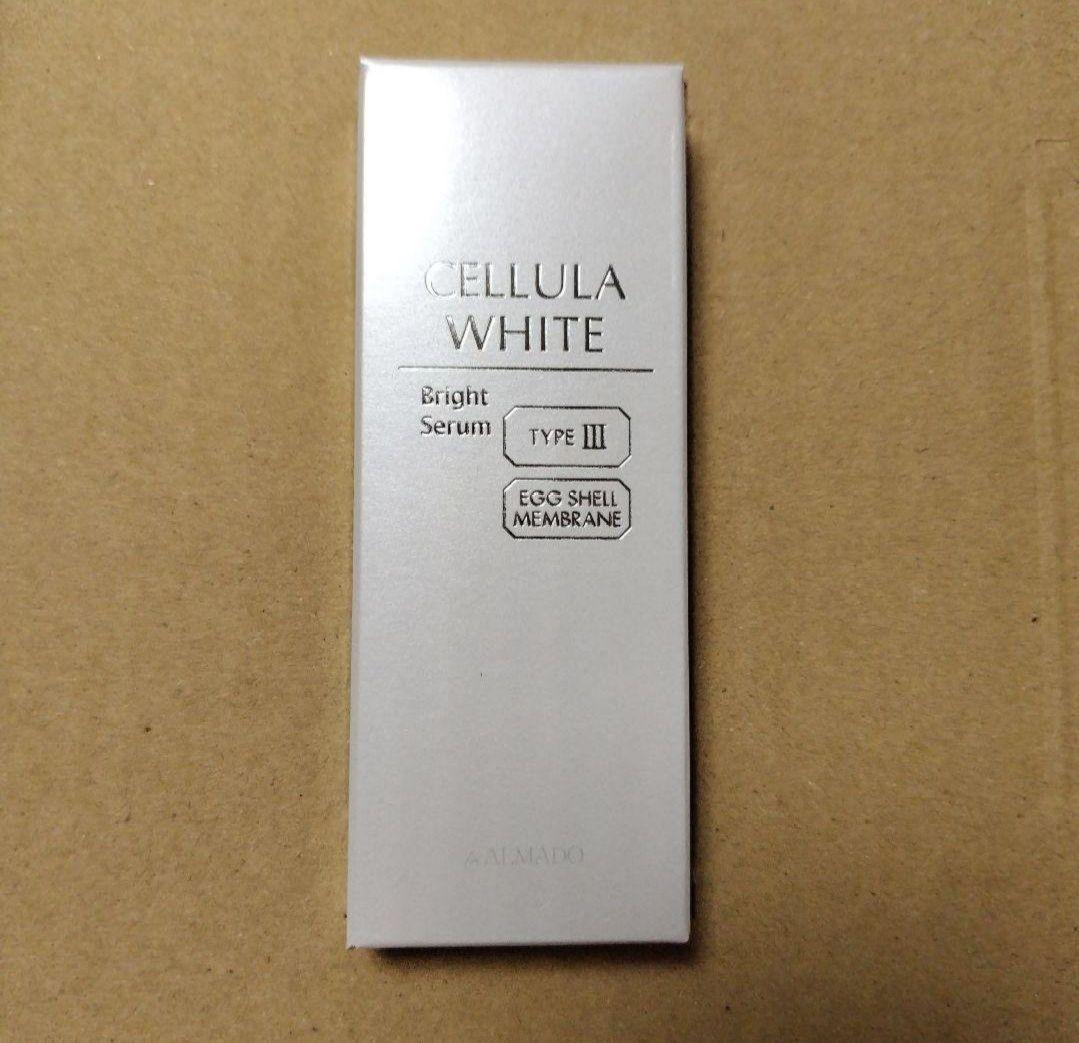 CELLULA
WHITE
Bright
Serum
TYPE III
EGG SHELL
MEMBRANE
ALMADO